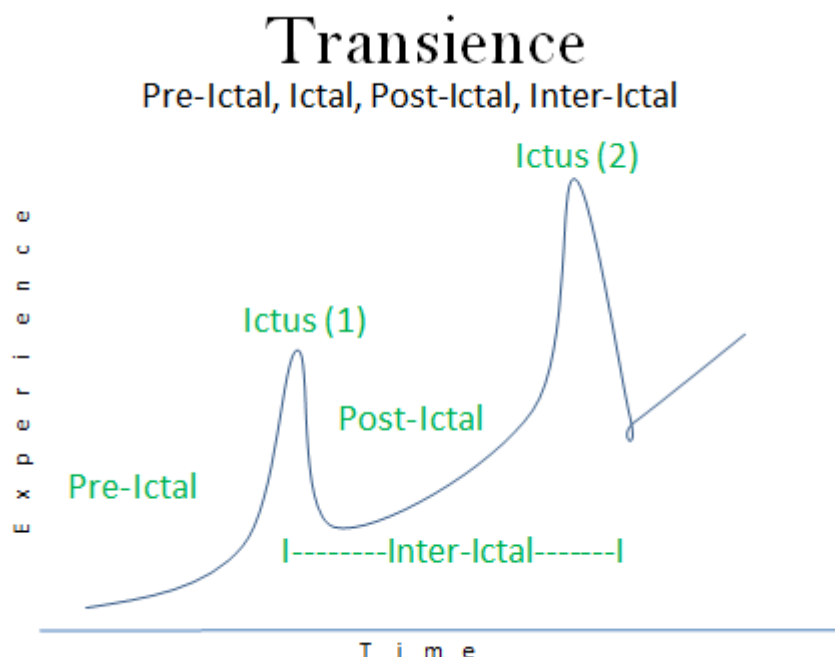 Transience
Pre-Ictal, Ictal, Post-Ictal, Inter-Ictal
Ictus (2)
Experience
Ictus (1)
Post-Ictal
Pre-Ictal
I--------Inter-Ictal-------I
Time